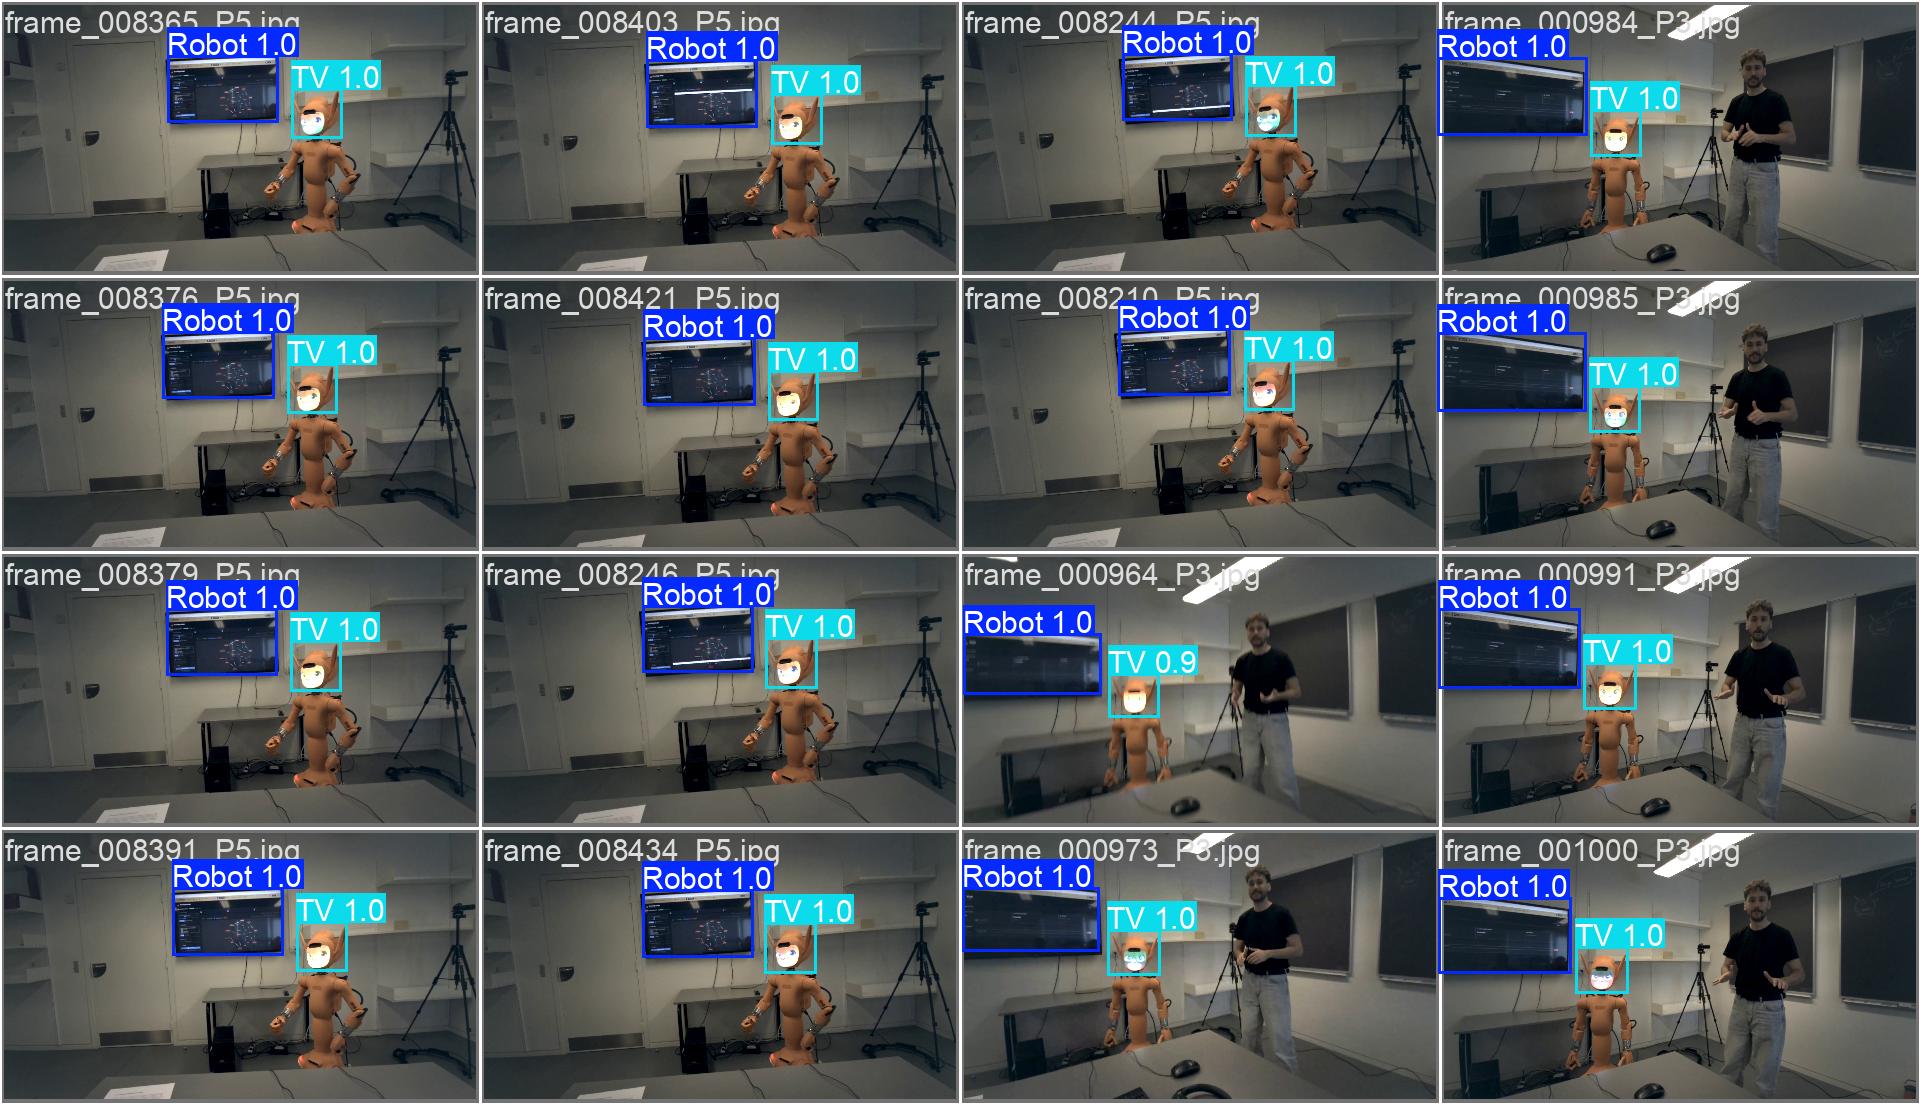 frame_008365_P5.jpg
Robot 1.0
TV 1.0
frame_008403_P5.jpg
Robot 1.0
TV 1.0
frame_008244_P5.jpg
Robot 1.0
TV 1.0
frame_000984_P3.jpg
Robot 1.0
TV 1.0
frame_008376_P5.jpg
Robot 1.0
TV 1.0
frame_008421_P5.jpg
Robot 1.0
TV 1.0
frame_008210_P5.jpg
Robot 1.0
TV 1.0
frame_000985_P3.jpg
Robot 1.0
TV 1.0
frame_008379_P5.jpg
Robot 1.0
TV 1.0
frame_008246_P5.jpg
Robot 1.0
TV 1.0
frame_000964_P3.jpg
Robot 1.0
TV 0.9
frame_000991_P3.jpg
Robot 1.0
TV 1.0
frame_008391_P5.jpg
Robot 1.0
TV 1.0
frame_008434_P5.jpg
Robot 1.0
TV 1.0
frame_000973_P3.jpg
Robot 1.0
TV 1.0
frame_001000_P3.jpg
Robot 1.0
TV 1.0